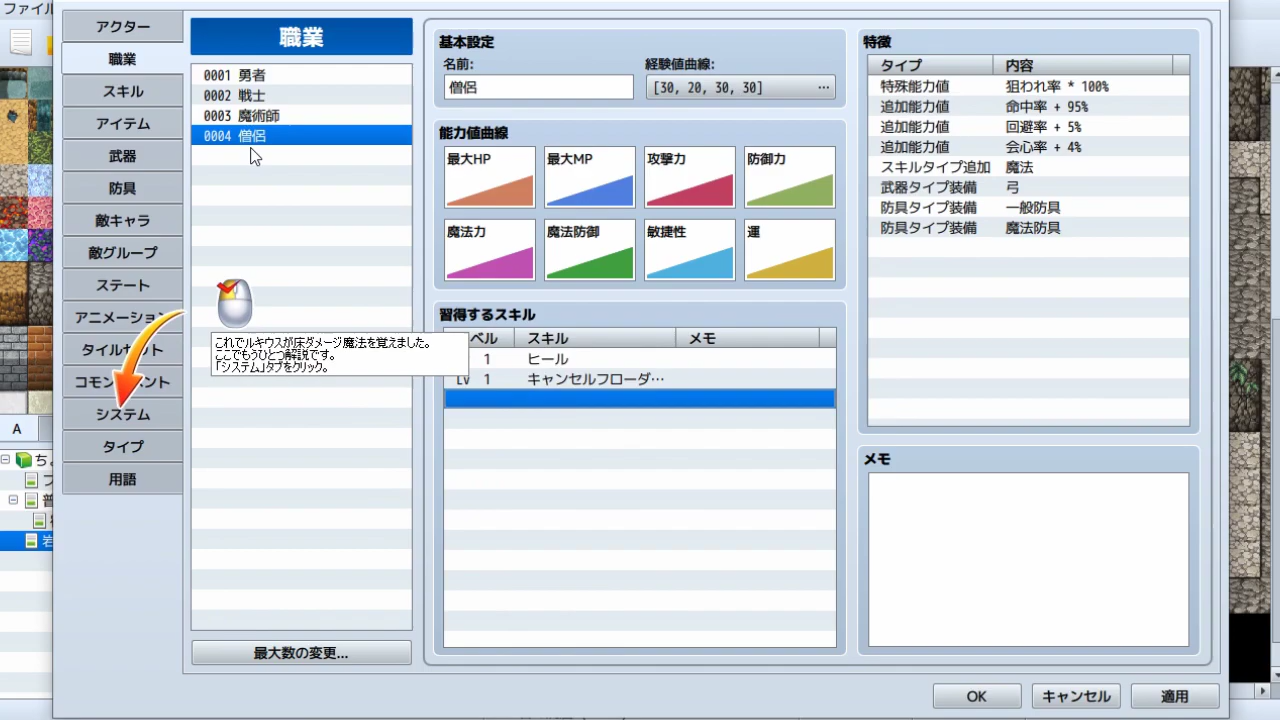 ファイル
アクター
職業
スキル
アイテム
武器
防具
敵キャラ
敵グループ
ステート
アニメーション
タイルセット
システム
タイプ
用語
職業
0001 勇者
0002 戦士
0003 魔術師
0004 僧侶
これでルキウスが床ダメージ魔法を覚えました。
ここでもうひとつ解説です。
「システム」タブをクリック。
最大数の変更...
基本設定
名前:
経験値曲線:
僧侶
[30, 20, 30, 30]
...
能力値曲線
最大HP
最大MP
攻撃力
防御力
魔法力
魔法防御
敏捷性
運
習得するスキル
ベル スキル メモ
1 ヒール
Lv 1 キャンセルフローダ…
特徴
タイプ 内容
特殊能力値 狙われ率 * 100%
追加能力値 命中率 + 95%
追加能力値 回避率 + 5%
追加能力値 会心率 + 4%
スキルタイプ追加 魔法
武器タイプ装備 弓
防具タイプ装備 一般防具
防具タイプ装備 魔法防具
メモ
A
ち
フ
普
岩
OK
キャンセル
適用